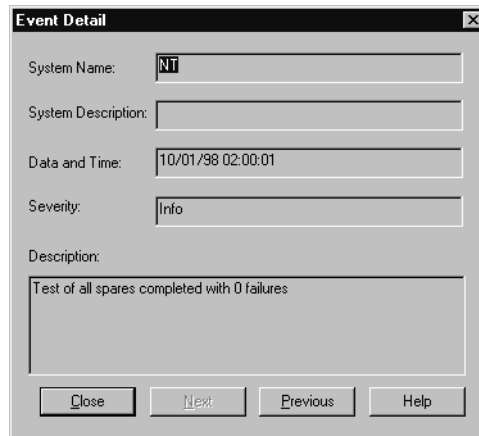 Event Detail
System Name: NT
System Description:
Data and Time: 10/01/98 02:00:01
Severity: Info
Description:
Test of all spares completed with 0 failures
Close Next Previous Help